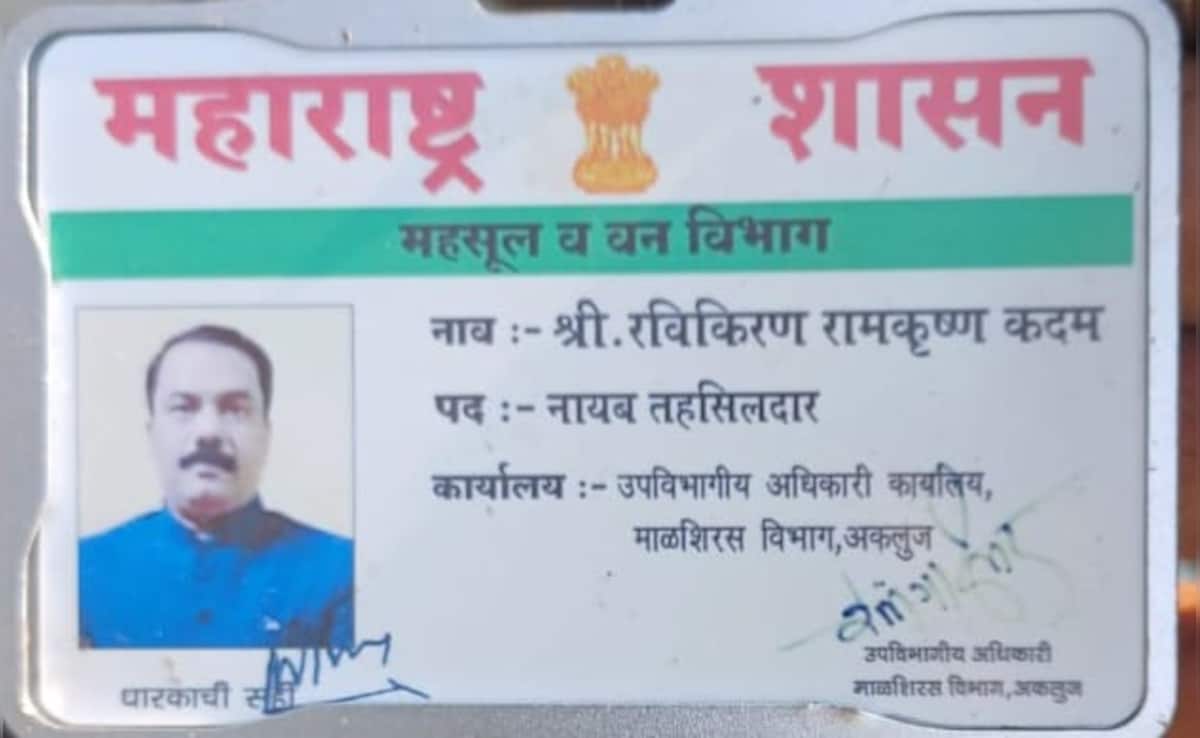 महाराष्ट्र शासन
महसूल व वन विभाग
नाव :- श्री.रविकिरण रामकृष्ण कदम
पद :- नायब तहसिलदार
कार्यालय :- उपविभागीय अधिकारी कार्यालय,
माळशिरस विभाग,अकलुज
धारकाची सही
उपविभागीय अधिकारी
माळशिरस विभाग,अकलुज